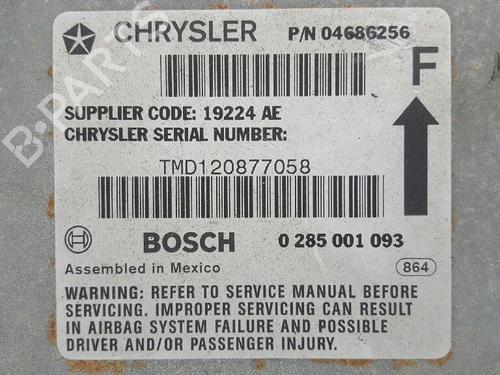 CHRYSLER P/N 04686256
F
SUPPLIER CODE: 19224 AE
CHRYSLER SERIAL NUMBER:
TMD120877058
BOSCH 0 285 001 093
Assembled in Mexico 864
WARNING: REFER TO SERVICE MANUAL BEFORE
SERVICING. IMPROPER SERVICING CAN RESULT
IN AIRBAG SYSTEM FAILURE AND POSSIBLE
DRIVER AND/OR PASSENGER INJURY.
B-PARTS